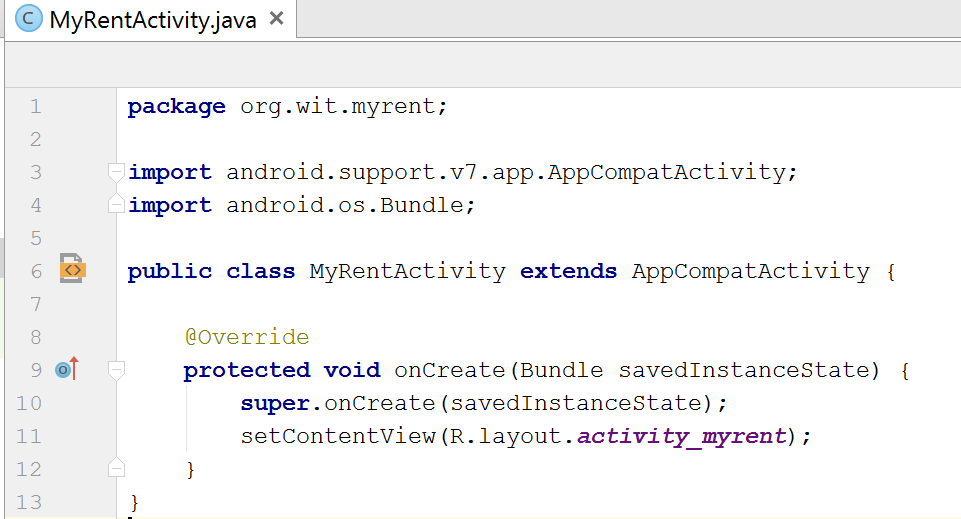 C MyRentActivity.java ×
1 package org.wit.myrent;
2
3 import android.support.v7.app.AppCompatActivity;
4 import android.os.Bundle;
5
6 <> public class MyRentActivity extends AppCompatActivity {
7
8     @Override
9 o     protected void onCreate(Bundle savedInstanceState) {
10         super.onCreate(savedInstanceState);
11         setContentView(R.layout.activity_myrent);
12     }
13 }